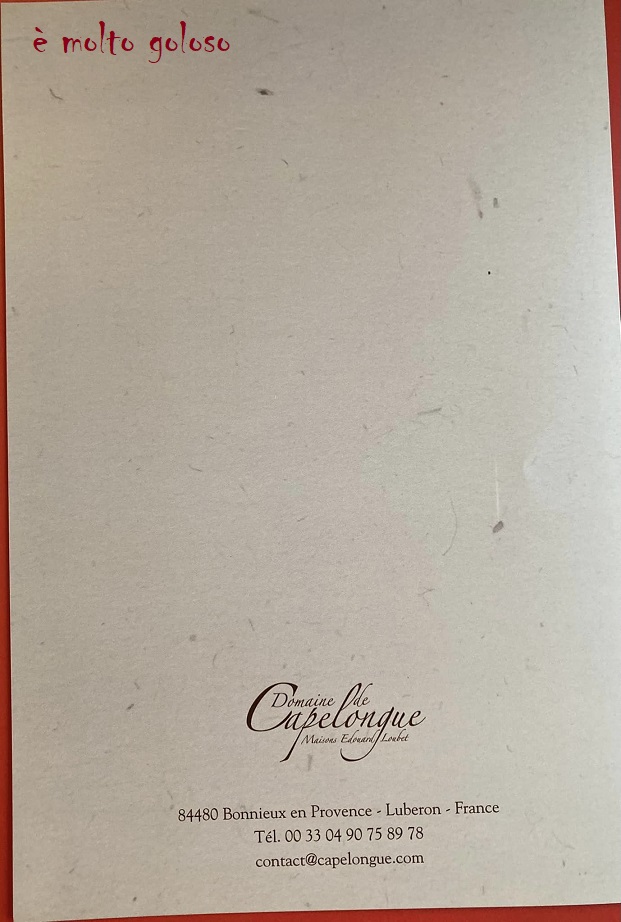 è molto goloso
Domaine de
Capelongue
Maisons Edouard Loubet
84480 Bonnieux en Provence - Luberon - France
Tél. 00 33 04 90 75 89 78
contact@capelongue.com